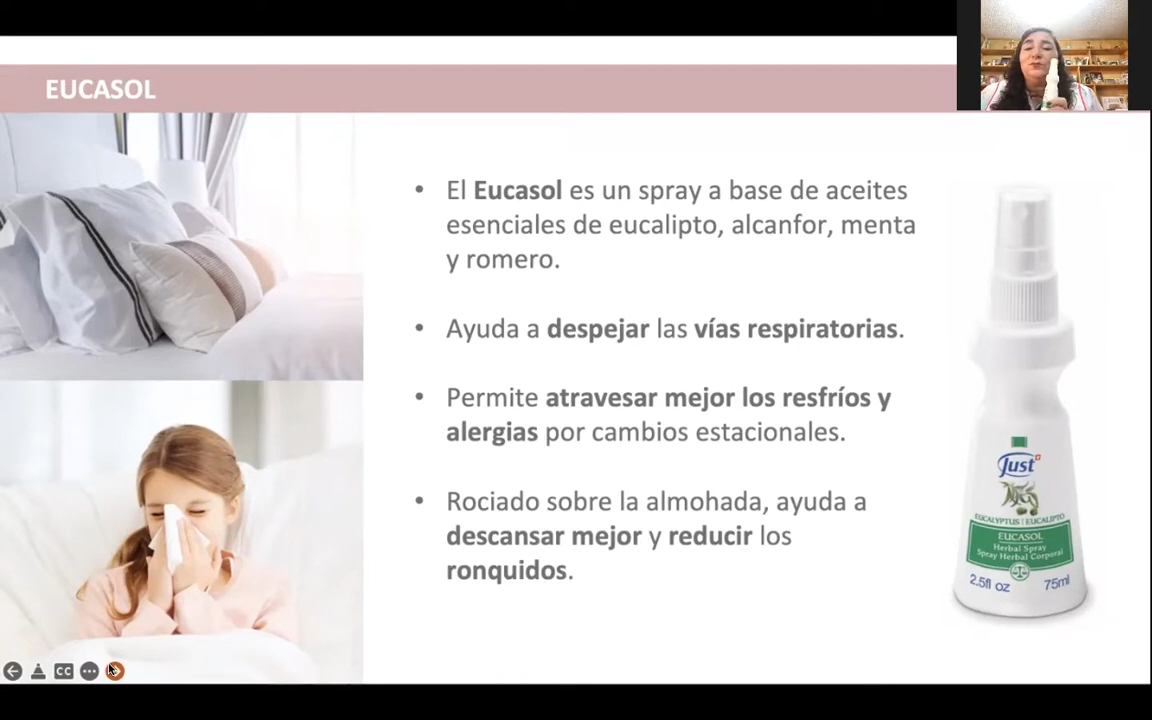 EUCASOL
• El Eucasol es un spray a base de aceites
esenciales de eucalipto, alcanfor, menta
y romero.
• Ayuda a despejar las vías respiratorias.
• Permite atravesar mejor los resfríos y
alergias por cambios estacionales.
• Rociado sobre la almohada, ayuda a
descansar mejor y reducir los
ronquidos.
Just
EUCALYPTUS | EUCALIPTO
EUCASOL
Herbal Spray
Spray Herbal Corporal
2.5fl oz 75ml
CC